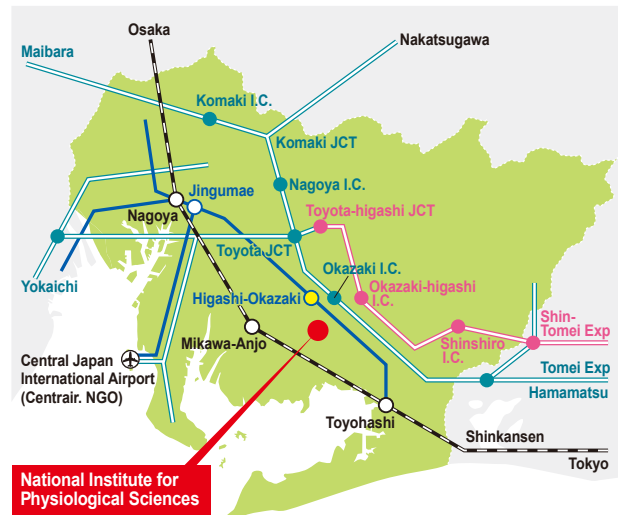 Osaka
Maibara
Nakatsugawa
Komaki I.C.
Komaki JCT
Nagoya I.C.
Jingumae
Nagoya
Toyota-higashi JCT
Toyota JCT
Okazaki I.C.
Yokaichi
Higashi-Okazaki
Okazaki-higashi
I.C.
Shin-
Tomei Exp
Mikawa-Anjo
Shinshiro
I.C.
Central Japan
International Airport
(Centrair. NGO)
Tomei Exp
Hamamatsu
Toyohashi
Shinkansen
Tokyo
National Institute for
Physiological Sciences